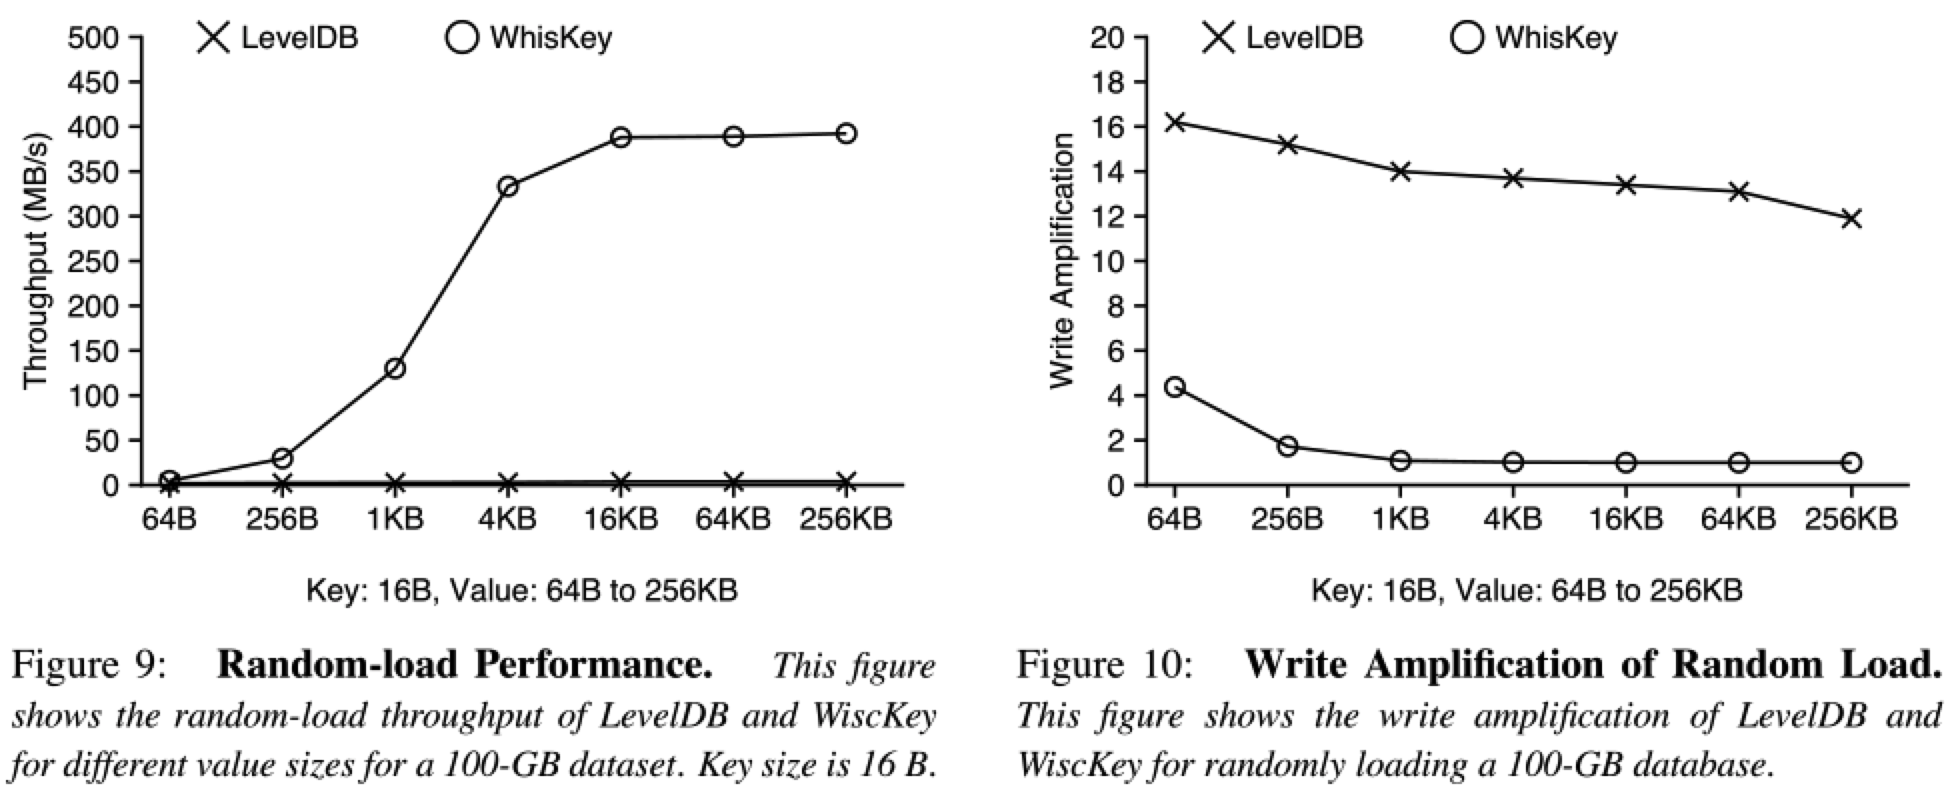 LevelDB WhisKey
500
450
400
350
300
250
200
150
100
50
0
Throughput (MB/s)
64B 256B 1KB 4KB 16KB 64KB 256KB
Key: 16B, Value: 64B to 256KB
Figure 9: Random-load Performance. This figure
shows the random-load throughput of LevelDB and WiscKey
for different value sizes for a 100-GB dataset. Key size is 16 B.
LevelDB WhisKey
20
18
16
14
12
10
8
6
4
2
0
Write Amplification
64B 256B 1KB 4KB 16KB 64KB 256KB
Key: 16B, Value: 64B to 256KB
Figure 10: Write Amplification of Random Load.
This figure shows the write amplification of LevelDB and
WiscKey for randomly loading a 100-GB database.